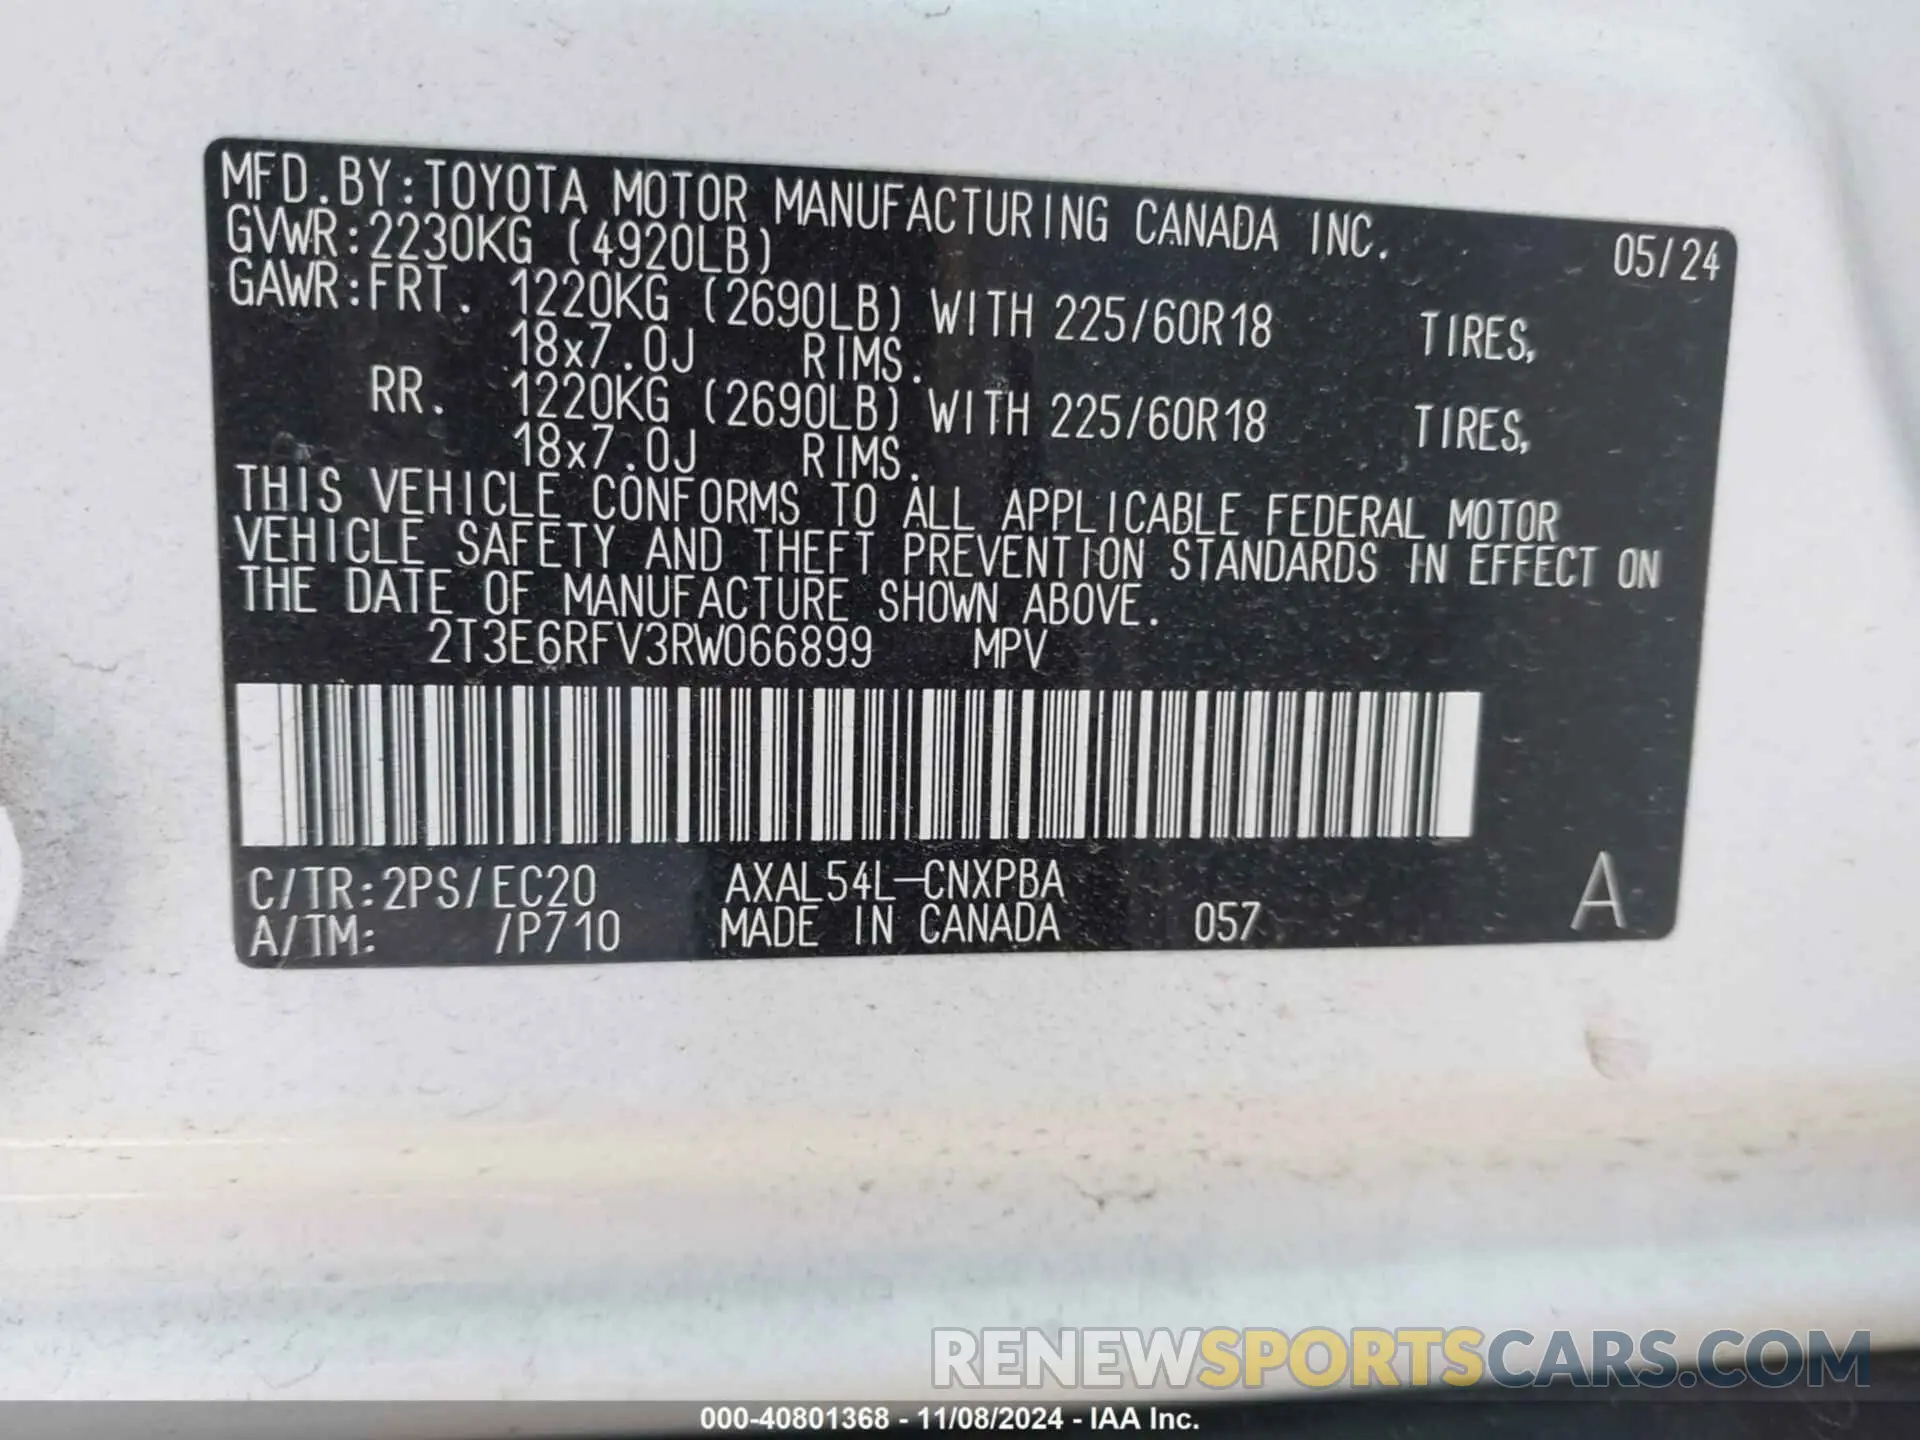 MFD.BY:TOYOTA MOTOR MANUFACTURING CANADA INC. 05/24
GVWR:2230KG (4920LB)
GAWR:FRT. 1220KG (2690LB) WITH 225/60R18 TIRES,
18x7.0J RIMS.
RR. 1220KG (2690LB) WITH 225/60R18 TIRES,
18x7.0J RIMS.
THIS VEHICLE CONFORMS TO ALL APPLICABLE FEDERAL MOTOR
VEHICLE SAFETY AND THEFT PREVENTION STANDARDS IN EFFECT ON
THE DATE OF MANUFACTURE SHOWN ABOVE.
2T3E6RFV3RW066899 MPV
C/TR:2PS/EC20 AXAL54L-CNXPBA A
A/TM: /P710 MADE IN CANADA 057
RENEWSPORTSCARS.COM
000-40801368 - 11/08/2024 - IAA Inc.